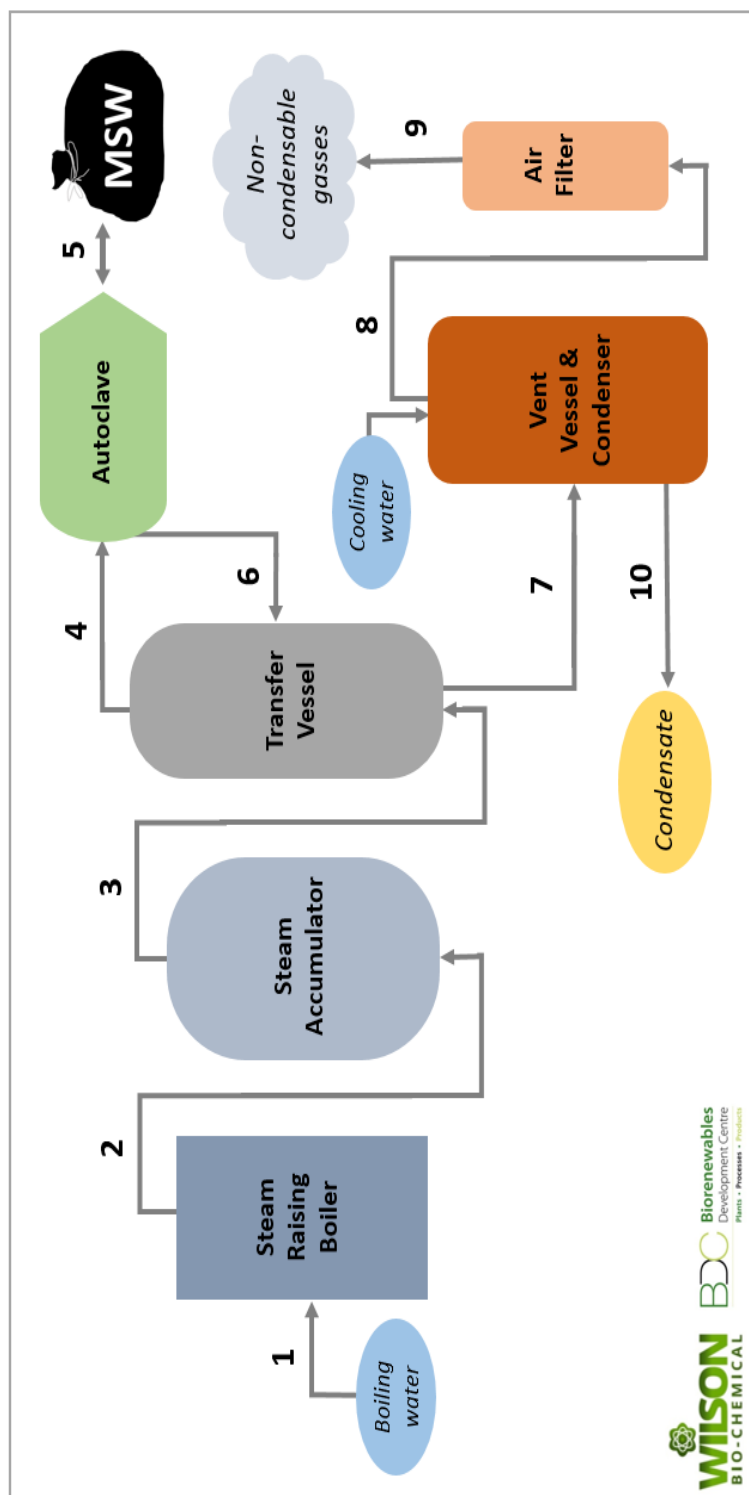 MSW
5
Autoclave
4
6
Non-
condensable
gasses
9
Air
Filter
8
Cooling
water
Vent
Vessel &
Condenser
7
10
Transfer
Vessel
3
Condensate
Steam
Accumulator
2
Steam
Raising
Boiler
1
Boiling
water
WILSON
BIO-CHEMICAL
BDC
Biorenewables
Development Centre
Plants • Processes • Products